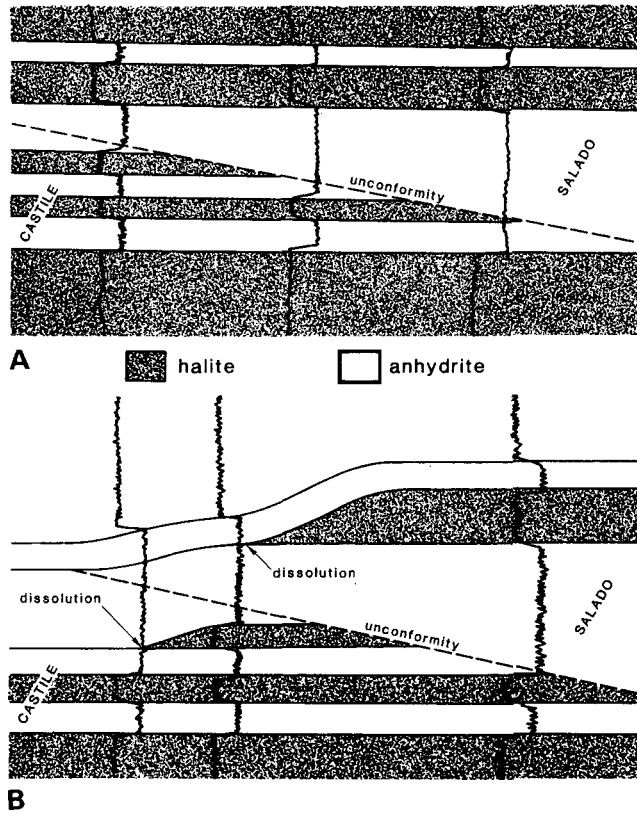 unconformity
SALADO
CASTILE
A
halite
anhydrite
dissolution
dissolution
unconformity
SALADO
CASTILE
B